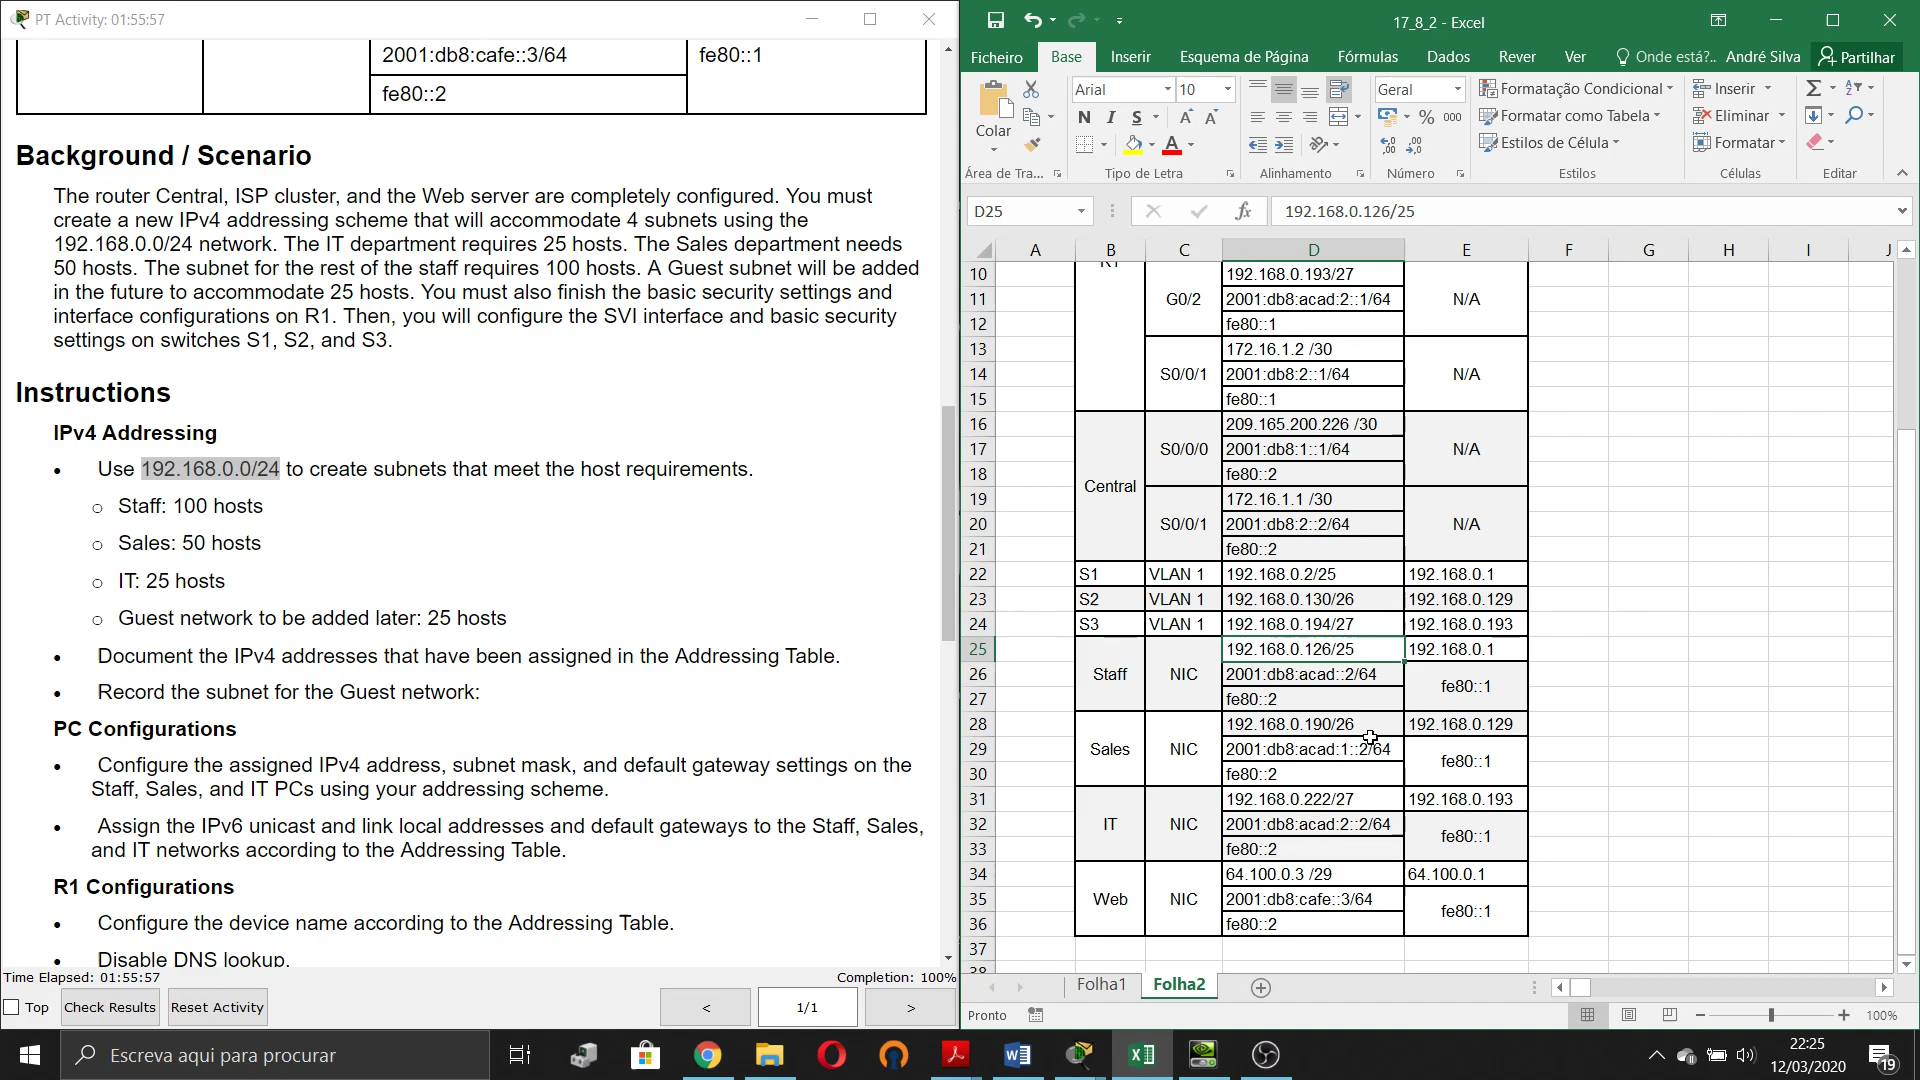 PT Activity: 01:55:57
2001:db8:cafe::3/64
fe80::1
fe80::2
Background / Scenario
The router Central, ISP cluster, and the Web server are completely configured. You must
create a new IPv4 addressing scheme that will accommodate 4 subnets using the
192.168.0.0/24 network. The IT department requires 25 hosts. The Sales department needs
50 hosts. The subnet for the rest of the staff requires 100 hosts. A Guest subnet will be added
in the future to accommodate 25 hosts. You must also finish the basic security settings and
interface configurations on R1. Then, you will configure the SVI interface and basic security
settings on switches S1, S2, and S3.
Instructions
IPv4 Addressing
• Use 192.168.0.0/24 to create subnets that meet the host requirements.
o Staff: 100 hosts
o Sales: 50 hosts
o IT: 25 hosts
o Guest network to be added later: 25 hosts
• Document the IPv4 addresses that have been assigned in the Addressing Table.
• Record the subnet for the Guest network:
PC Configurations
• Configure the assigned IPv4 address, subnet mask, and default gateway settings on the
Staff, Sales, and IT PCs using your addressing scheme.
• Assign the IPv6 unicast and link local addresses and default gateways to the Staff, Sales,
and IT networks according to the Addressing Table.
R1 Configurations
• Configure the device name according to the Addressing Table.
• Disable DNS lookup.
Time Elapsed: 01:55:57 Completion: 100%
Top Check Results Reset Activity < 1/1 >
17_8_2 - Excel
Ficheiro Base Inserir Esquema de Página Fórmulas Dados Rever Ver Onde está?.. André Silva Partilhar
Colar
Arial 10
N I S
Geral
% 000
Formatação Condicional
Formatar como Tabela
Estilos de Célula
Inserir
Eliminar
Formatar
Área de Tra... Tipo de Letra Alinhamento Número Estilos Células Editar
D25 fx 192.168.0.126/25
A B C D E F G H I J
10 R1 192.168.0.193/27
11 G0/2 2001:db8:acad:2::1/64 N/A
12 fe80::1
13 172.16.1.2 /30
14 S0/0/1 2001:db8:2::1/64 N/A
15 fe80::1
16 209.165.200.226 /30
17 S0/0/0 2001:db8:1::1/64 N/A
18 fe80::2
Central
19 172.16.1.1 /30
20 S0/0/1 2001:db8:2::2/64 N/A
21 fe80::2
22 S1 VLAN 1 192.168.0.2/25 192.168.0.1
23 S2 VLAN 1 192.168.0.130/26 192.168.0.129
24 S3 VLAN 1 192.168.0.194/27 192.168.0.193
25 192.168.0.126/25 192.168.0.1
26 Staff NIC 2001:db8:acad::2/64 fe80::1
27 fe80::2
28 192.168.0.190/26 192.168.0.129
29 Sales NIC 2001:db8:acad:1::2/64 fe80::1
30 fe80::2
31 192.168.0.222/27 192.168.0.193
32 IT NIC 2001:db8:acad:2::2/64 fe80::1
33 fe80::2
34 64.100.0.3 /29 64.100.0.1
35 Web NIC 2001:db8:cafe::3/64 fe80::1
36 fe80::2
37
38
Folha1 Folha2
Pronto 100%
Escreva aqui para procurar
22:25
12/03/2020
19